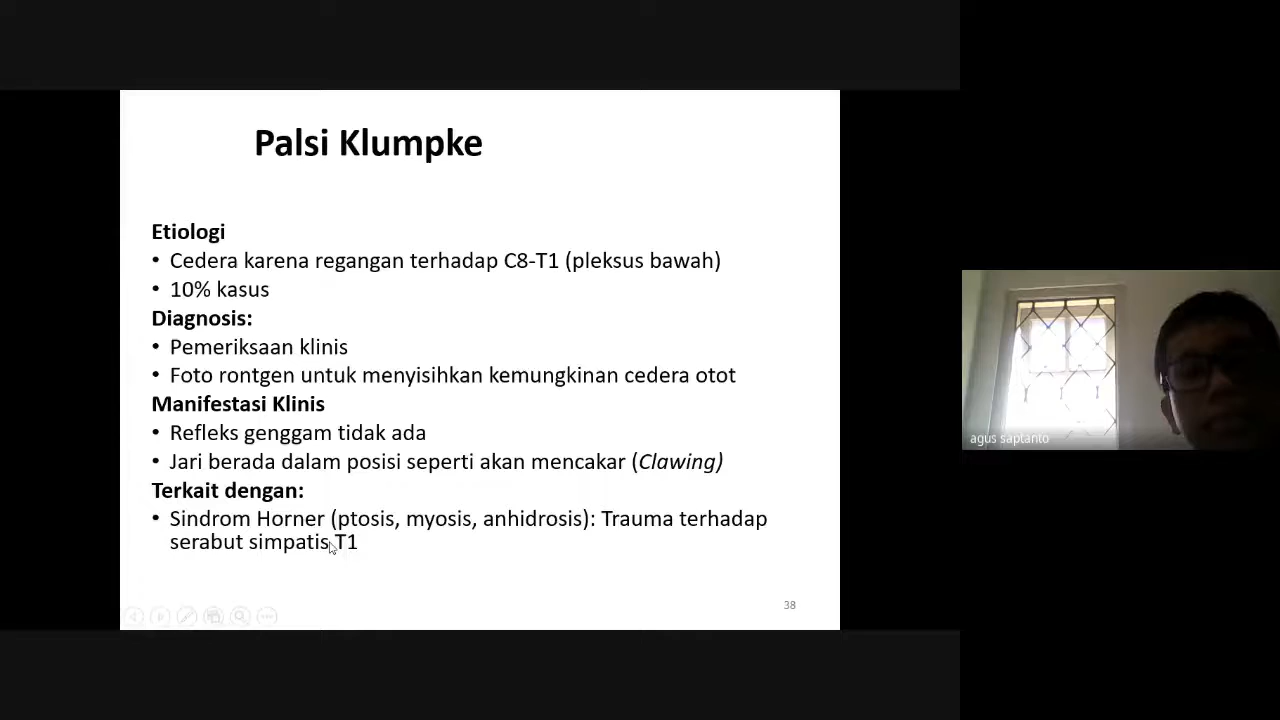 Palsi Klumpke
Etiologi
• Cedera karena regangan terhadap C8-T1 (pleksus bawah)
• 10% kasus
Diagnosis:
• Pemeriksaan klinis
• Foto rontgen untuk menyisihkan kemungkinan cedera otot
Manifestasi Klinis
• Refleks genggam tidak ada
• Jari berada dalam posisi seperti akan mencakar (Clawing)
Terkait dengan:
• Sindrom Horner (ptosis, myosis, anhidrosis): Trauma terhadap
serabut simpatis T1
38
agus saptanto